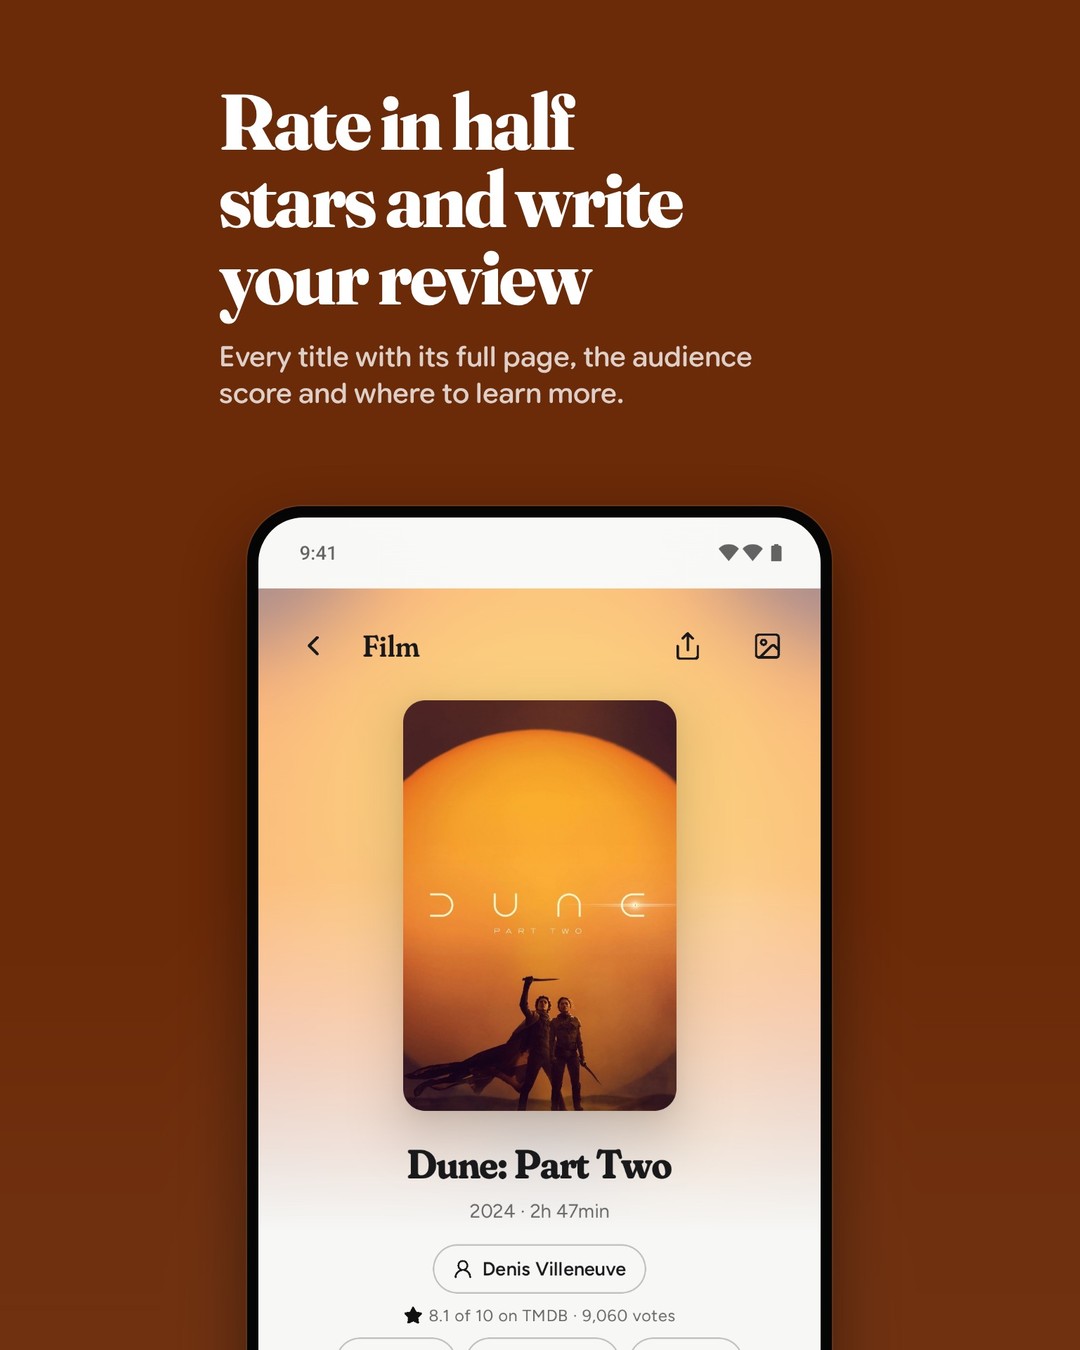 Rate in half
stars and write
your review
Every title with its full page, the audience
score and where to learn more.
9:41
Film
DUNE
PART TWO
Dune: Part Two
2024 · 2h 47min
Denis Villeneuve
8.1 of 10 on TMDB · 9,060 votes